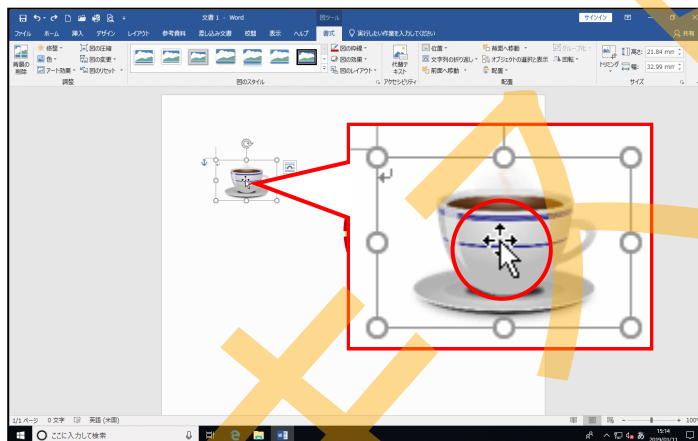 文書 1 - Word
図ツール
サインイン
ファイル ホーム 挿入 デザイン レイアウト 参考資料 差し込み文書 校閲 表示 ヘルプ 書式 実行したい作業を入力してください 共有
背景の削除
修整
色
アート効果
図の圧縮
図の変更
図のリセット
調整
図のスタイル
図の枠線
図の効果
図のレイアウト
代替テキスト
アクセシビリティ
位置
文字列の折り返し
前面へ移動
背面へ移動
オブジェクトの選択と表示
配置
グループ化
回転
配置
トリミング
高さ: 21.84 mm
幅: 32.99 mm
サイズ
1/1 ページ 0 文字 英語 (米国)
100%
ここに入力して検索
あ
15:14
2019/01/11